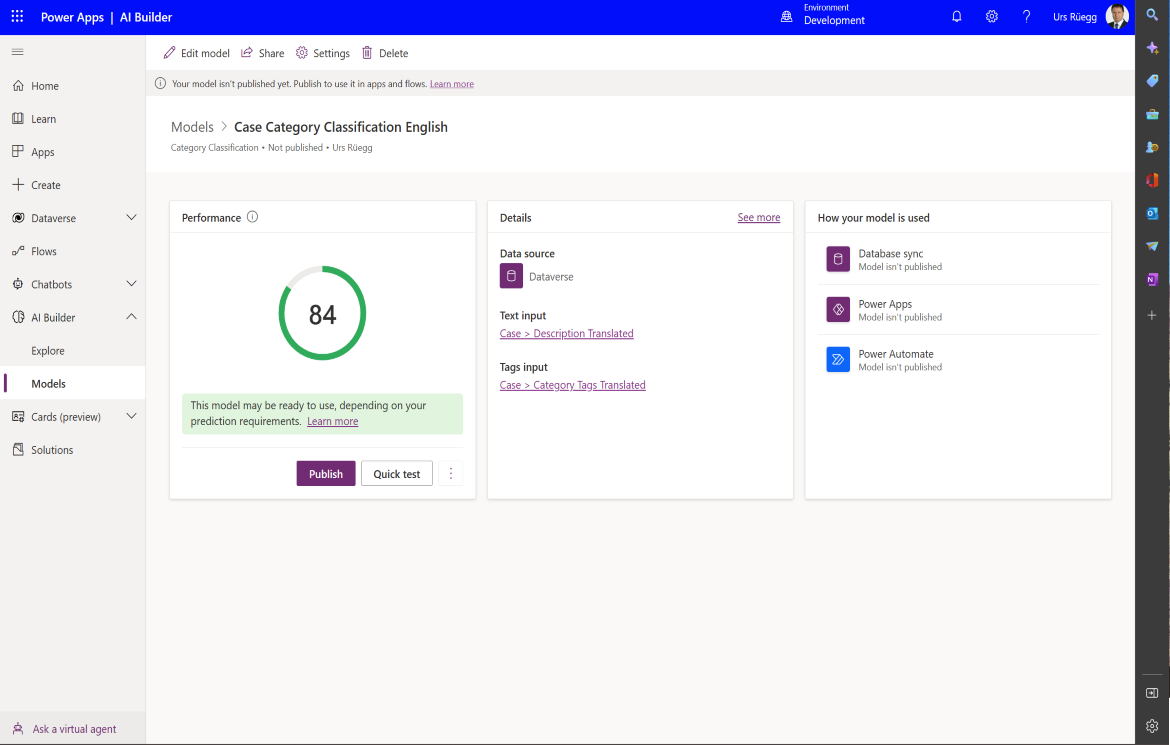 Power Apps | AI Builder
Environment
Development
Urs Rüegg
Edit model
Share
Settings
Delete
Your model isn't published yet. Publish to use it in apps and flows. Learn more
Home
Learn
Apps
Create
Dataverse
Flows
Chatbots
AI Builder
Explore
Models
Cards (preview)
Solutions
Ask a virtual agent
Models > Case Category Classification English
Category Classification • Not published • Urs Rüegg
Performance
84
This model may be ready to use, depending on your
prediction requirements. Learn more
Publish
Quick test
Details
See more
Data source
Dataverse
Text input
Case > Description Translated
Tags input
Case > Category Tags Translated
How your model is used
Database sync
Model isn't published
Power Apps
Model isn't published
Power Automate
Model isn't published